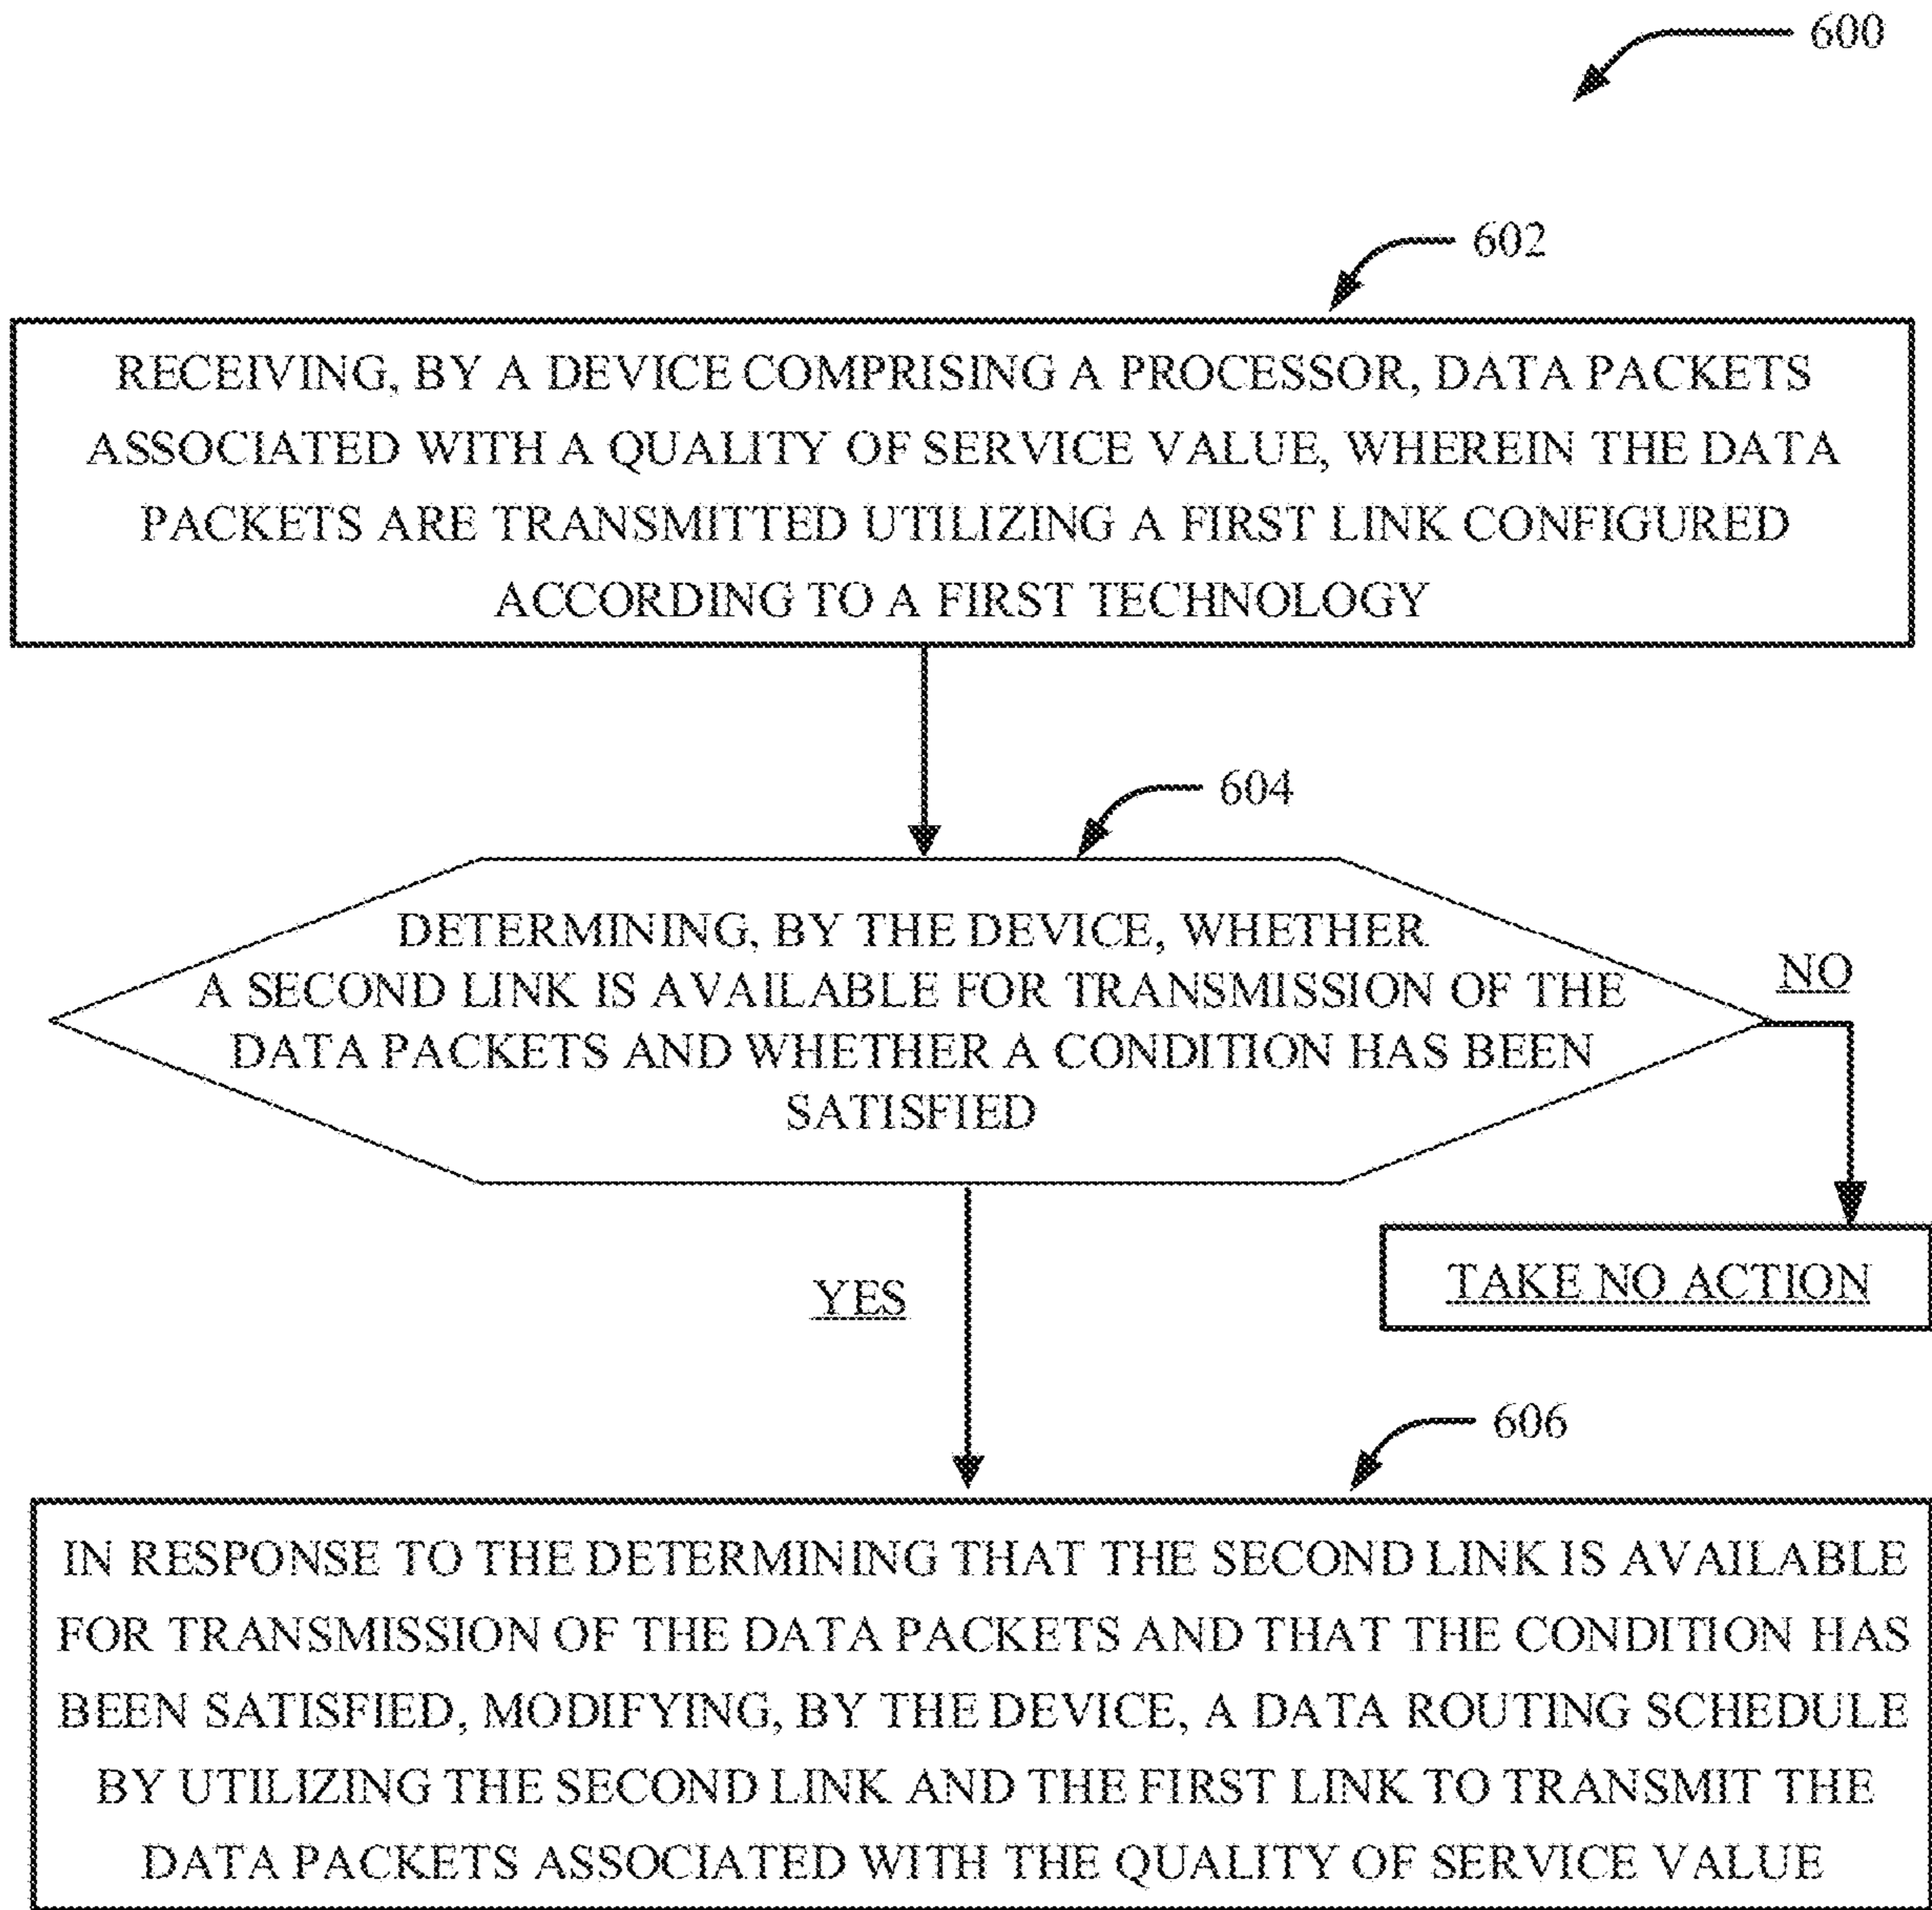 600
602
RECEIVING, BY A DEVICE COMPRISING A PROCESSOR, DATA PACKETS
ASSOCIATED WITH A QUALITY OF SERVICE VALUE, WHEREIN THE DATA
PACKETS ARE TRANSMITTED UTILIZING A FIRST LINK CONFIGURED
ACCORDING TO A FIRST TECHNOLOGY
604
DETERMINING, BY THE DEVICE, WHETHER
A SECOND LINK IS AVAILABLE FOR TRANSMISSION OF THE
DATA PACKETS AND WHETHER A CONDITION HAS BEEN
SATISFIED
NO
TAKE NO ACTION
YES
606
IN RESPONSE TO THE DETERMINING THAT THE SECOND LINK IS AVAILABLE
FOR TRANSMISSION OF THE DATA PACKETS AND THAT THE CONDITION HAS
BEEN SATISFIED, MODIFYING, BY THE DEVICE, A DATA ROUTING SCHEDULE
BY UTILIZING THE SECOND LINK AND THE FIRST LINK TO TRANSMIT THE
DATA PACKETS ASSOCIATED WITH THE QUALITY OF SERVICE VALUE